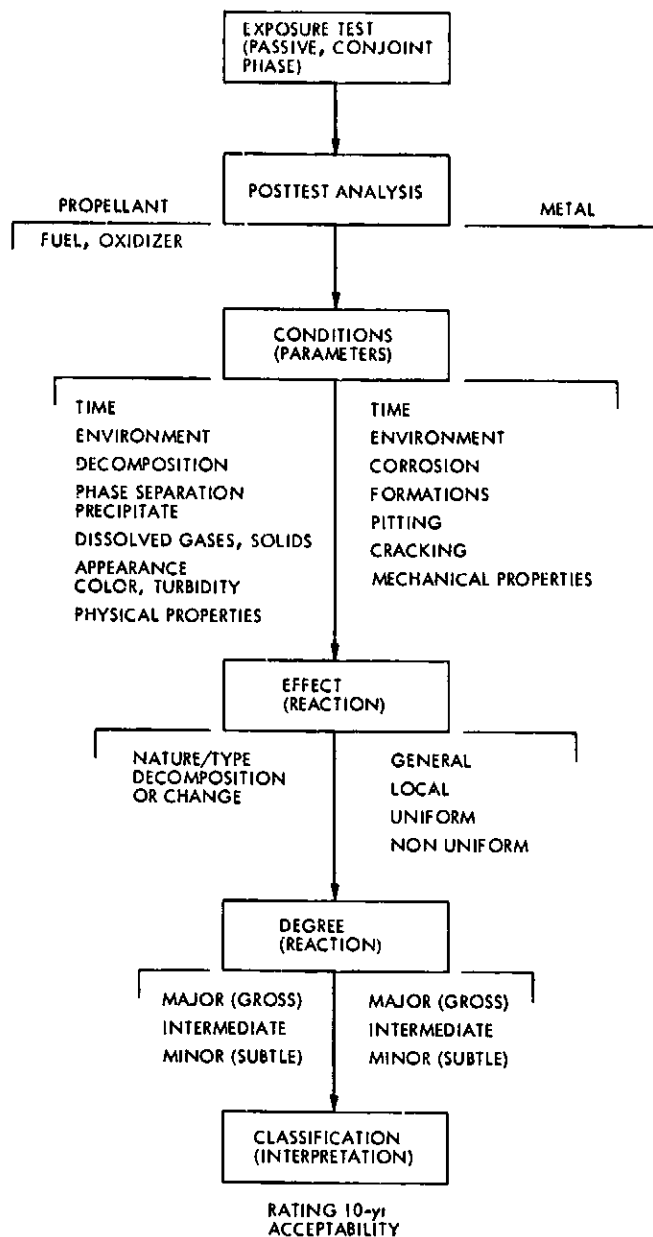 EXPOSURE TEST
(PASSIVE, CONJOINT
PHASE)
POSTTEST ANALYSIS
PROPELLANT
FUEL, OXIDIZER
METAL
CONDITIONS
(PARAMETERS)
TIME
ENVIRONMENT
DECOMPOSITION
PHASE SEPARATION
PRECIPITATE
DISSOLVED GASES, SOLIDS
APPEARANCE
COLOR, TURBIDITY
PHYSICAL PROPERTIES
TIME
ENVIRONMENT
CORROSION
FORMATIONS
PITTING
CRACKING
MECHANICAL PROPERTIES
EFFECT
(REACTION)
NATURE/TYPE
DECOMPOSITION
OR CHANGE
GENERAL
LOCAL
UNIFORM
NON UNIFORM
DEGREE
(REACTION)
MAJOR (GROSS)
INTERMEDIATE
MINOR (SUBTLE)
MAJOR (GROSS)
INTERMEDIATE
MINOR (SUBTLE)
CLASSIFICATION
(INTERPRETATION)
RATING 10-yr
ACCEPTABILITY